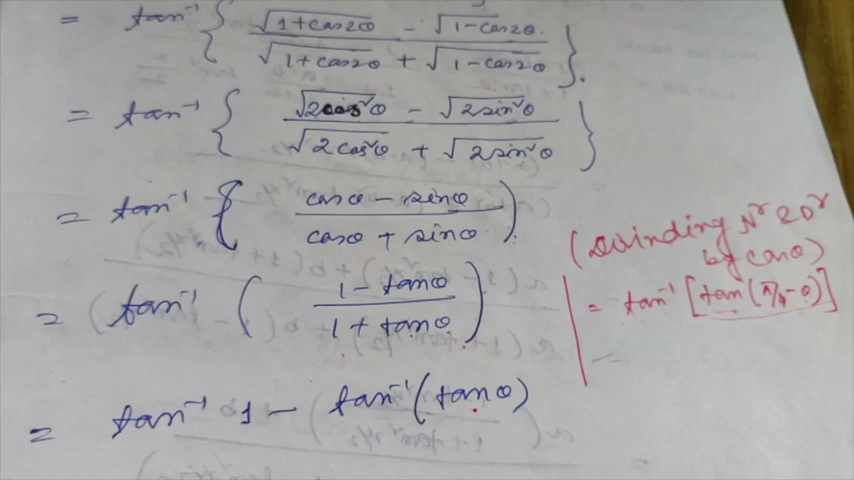 = tan⁻¹ { (√1+cos2θ − √1−cos2θ) / (√1+cos2θ + √1−cos2θ) }.
= tan⁻¹ { (√2cos²θ − √2sin²θ) / (√2cos²θ + √2sin²θ) }
= tan⁻¹ { (cosθ − sinθ) / (cosθ + sinθ) ).
= tan⁻¹ ( (1 − tanθ) / (1 + tanθ) )
= tan⁻¹ 1 − tan⁻¹(tanθ)
(Dividing Nʳ & Dʳ
by cosθ)
= tan⁻¹ [tan(π/4−θ)]
=